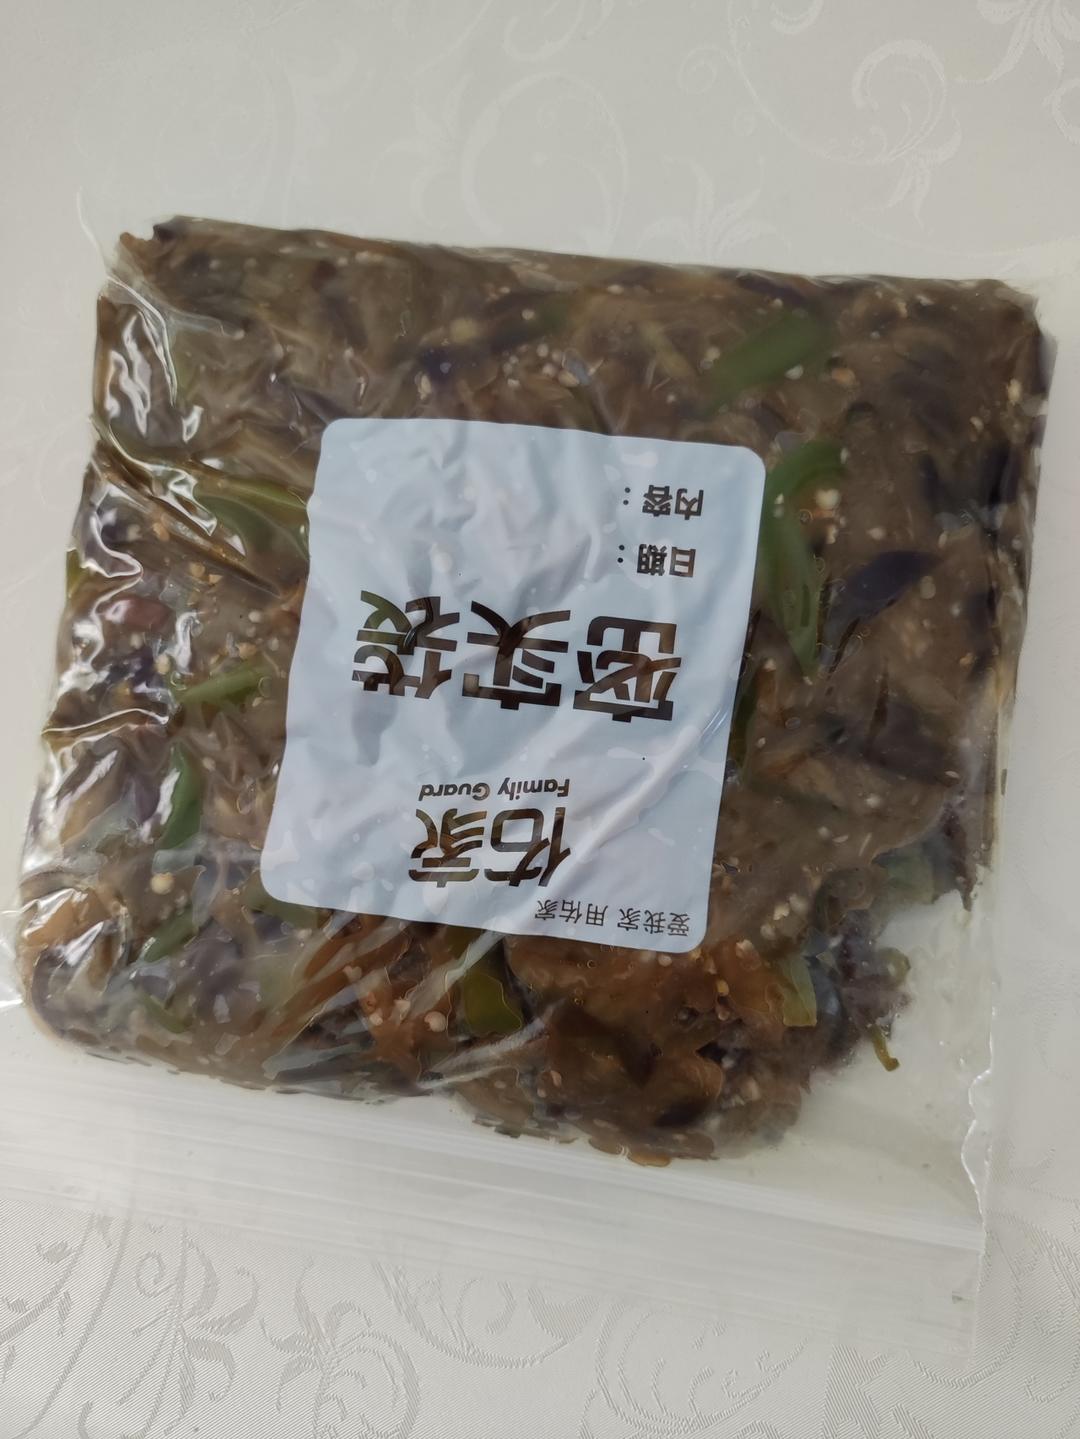 爱我家 用佑家
佑家
Family Guard
密实袋
日期：
内容：